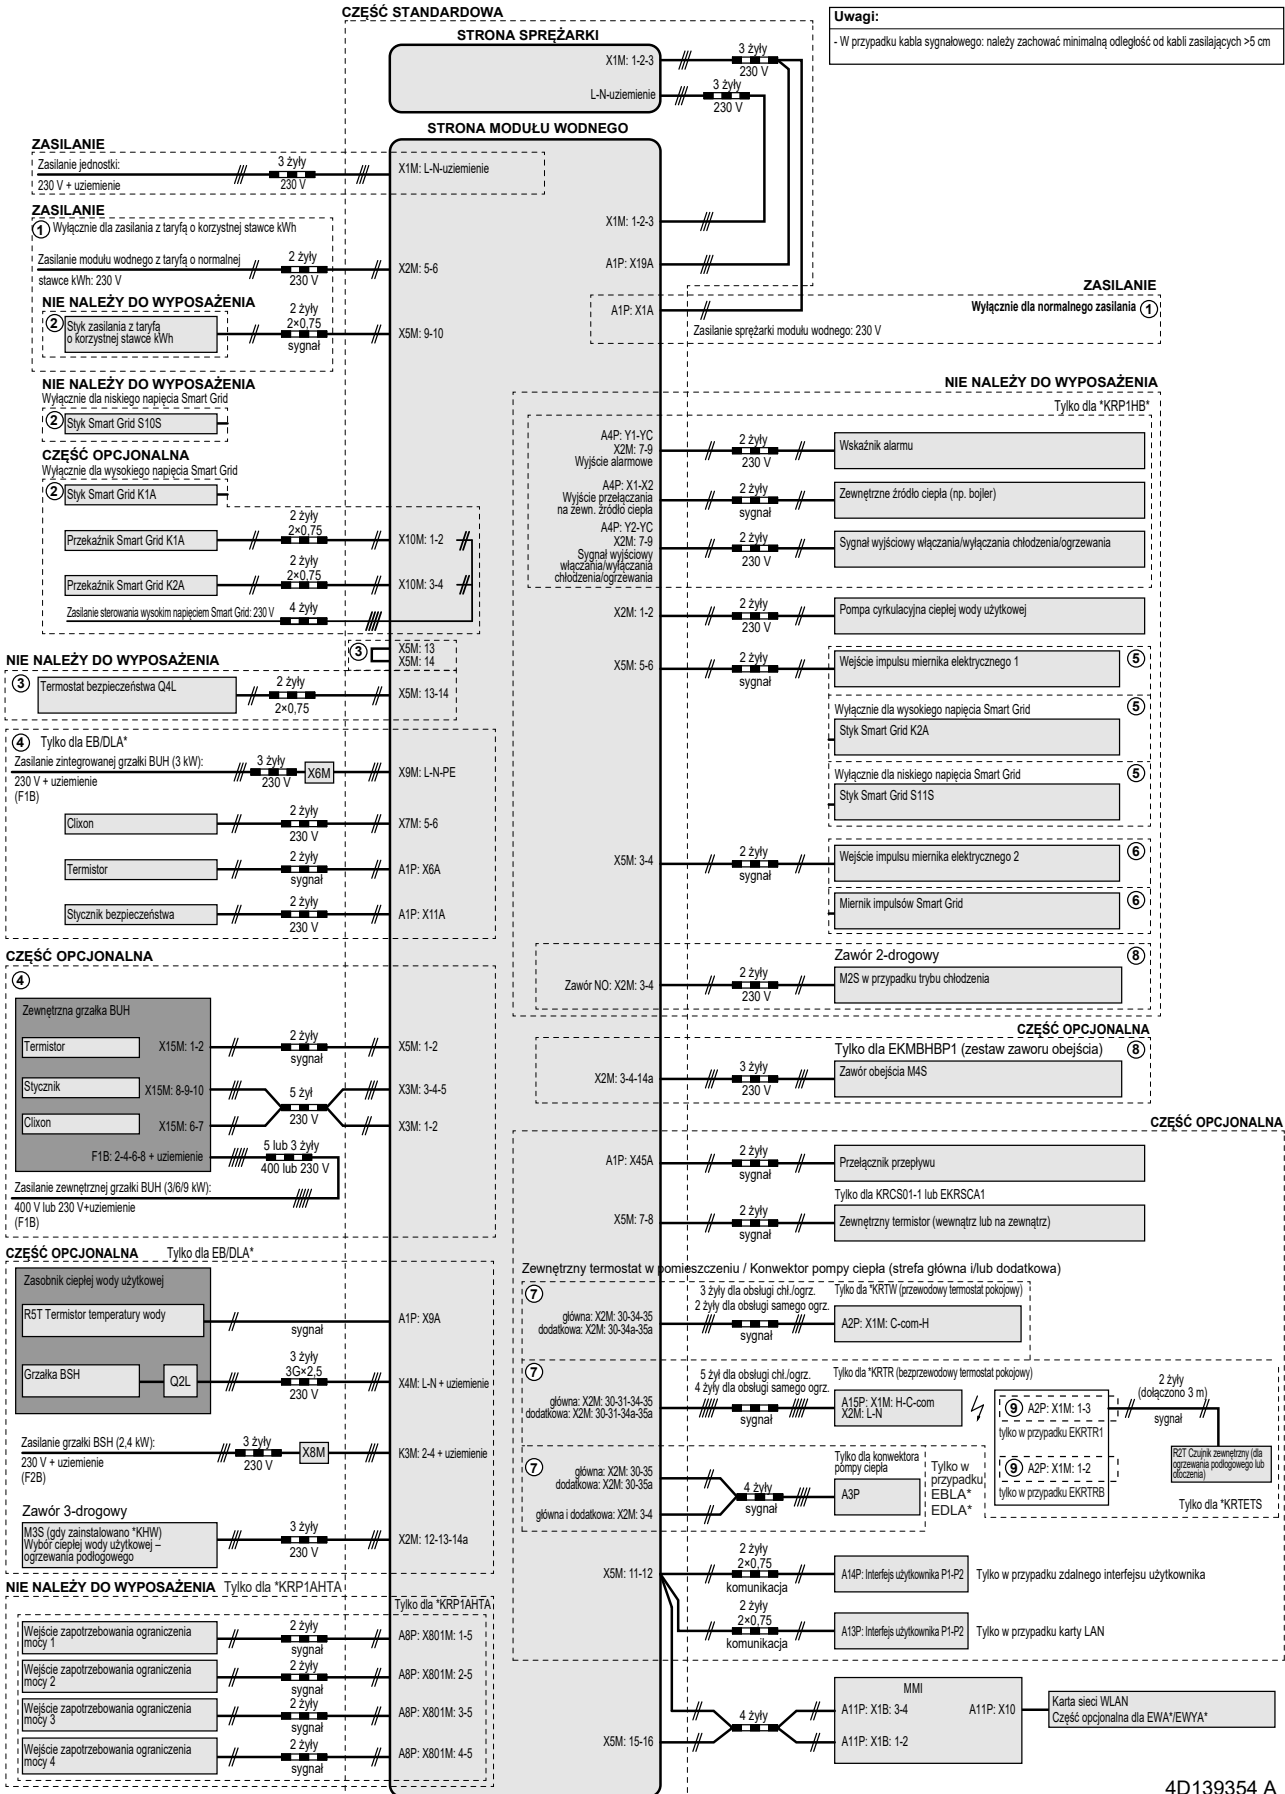 CZĘŚĆ STANDARDOWA
STRONA SPRĘŻARKI
X1M: 1-2-3
3 żyły
230 V
L-N-uziemienie
3 żyły
230 V
Uwagi:
- W przypadku kabla sygnałowego: należy zachować minimalną odległość od kabli zasilających >5 cm
STRONA MODUŁU WODNEGO
ZASILANIE
Zasilanie jednostki:
230 V + uziemienie
3 żyły
230 V
X1M: L-N-uziemienie
X1M: 1-2-3
A1P: X19A
A1P: X1A
ZASILANIE
1 Wyłącznie dla zasilania z taryfą o korzystnej stawce kWh
Zasilanie modułu wodnego z taryfą o normalnej
stawce kWh: 230 V
2 żyły
230 V
X2M: 5-6
NIE NALEŻY DO WYPOSAŻENIA
2 Styk zasilania z taryfą
o korzystnej stawce kWh
2 żyły
2×0,75
sygnał
X5M: 9-10
ZASILANIE
Wyłącznie dla normalnego zasilania 1
Zasilanie sprężarki modułu wodnego: 230 V
NIE NALEŻY DO WYPOSAŻENIA
Wyłącznie dla niskiego napięcia Smart Grid
2 Styk Smart Grid S10S
CZĘŚĆ OPCJONALNA
Wyłącznie dla wysokiego napięcia Smart Grid
2 Styk Smart Grid K1A
Przekaźnik Smart Grid K1A
2 żyły
2×0,75
X10M: 1-2
Przekaźnik Smart Grid K2A
2 żyły
2×0,75
X10M: 3-4
Zasilanie sterowania wysokim napięciem Smart Grid: 230 V
4 żyły
3 X5M: 13
X5M: 14
NIE NALEŻY DO WYPOSAŻENIA
3 Termostat bezpieczeństwa Q4L
2 żyły
2×0,75
X5M: 13-14
4 Tylko dla EB/DLA*
Zasilanie zintegrowanej grzałki BUH (3 kW):
230 V + uziemienie
(F1B)
3 żyły
230 V
X6M
X9M: L-N-PE
Clixon
2 żyły
230 V
X7M: 5-6
Termistor
2 żyły
sygnał
A1P: X6A
Stycznik bezpieczeństwa
2 żyły
230 V
A1P: X11A
CZĘŚĆ OPCJONALNA
4
Zewnętrzna grzałka BUH
Termistor
X15M: 1-2
2 żyły
sygnał
X5M: 1-2
Stycznik
X15M: 8-9-10
5 żył
230 V
X3M: 3-4-5
Clixon
X15M: 6-7
X3M: 1-2
F1B: 2-4-6-8 + uziemienie
5 lub 3 żyły
400 lub 230 V
Zasilanie zewnętrznej grzałki BUH (3/6/9 kW):
400 V lub 230 V+uziemienie
(F1B)
CZĘŚĆ OPCJONALNA Tylko dla EB/DLA*
Zasobnik ciepłej wody użytkowej
R5T Termistor temperatury wody
sygnał
A1P: X9A
Grzałka BSH
Q2L
3 żyły
3G×2,5
230 V
X4M: L-N + uziemienie
Zasilanie grzałki BSH (2,4 kW):
230 V + uziemienie
(F2B)
3 żyły
230 V
X8M
K3M: 2-4 + uziemienie
Zawór 3-drogowy
M3S (gdy zainstalowano *KHW)
Wybór ciepłej wody użytkowej –
ogrzewania podłogowego
3 żyły
230 V
X2M: 12-13-14a
NIE NALEŻY DO WYPOSAŻENIA Tylko dla *KRP1AHTA
Tylko dla *KRP1AHTA
Wejście zapotrzebowania ograniczenia
mocy 1
2 żyły
sygnał
A8P: X801M: 1-5
Wejście zapotrzebowania ograniczenia
mocy 2
2 żyły
sygnał
A8P: X801M: 2-5
Wejście zapotrzebowania ograniczenia
mocy 3
2 żyły
sygnał
A8P: X801M: 3-5
Wejście zapotrzebowania ograniczenia
mocy 4
2 żyły
sygnał
A8P: X801M: 4-5
NIE NALEŻY DO WYPOSAŻENIA
Tylko dla *KRP1HB*
A4P: Y1-YC
X2M: 7-9
Wyjście alarmowe
2 żyły
230 V
Wskaźnik alarmu
A4P: X1-X2
Wyjście przełączania
na zewn. źródło ciepła
2 żyły
sygnał
Zewnętrzne źródło ciepła (np. bojler)
A4P: Y2-YC
X2M: 7-9
Sygnał wyjściowy
włączania/wyłączania
chłodzenia/ogrzewania
2 żyły
230 V
Sygnał wyjściowy włączania/wyłączania chłodzenia/ogrzewania
X2M: 1-2
2 żyły
230 V
Pompa cyrkulacyjna ciepłej wody użytkowej
X5M: 5-6
2 żyły
sygnał
Wejście impulsu miernika elektrycznego 1 5
Wyłącznie dla wysokiego napięcia Smart Grid 5
Styk Smart Grid K2A
Wyłącznie dla niskiego napięcia Smart Grid 5
Styk Smart Grid S11S
X5M: 3-4
2 żyły
sygnał
Wejście impulsu miernika elektrycznego 2 6
Miernik impulsów Smart Grid 6
Zawór 2-drogowy 8
Zawór NO: X2M: 3-4
2 żyły
230 V
M2S w przypadku trybu chłodzenia
CZĘŚĆ OPCJONALNA
Tylko dla EKMBHBP1 (zestaw zaworu obejścia) 8
X2M: 3-4-14a
3 żyły
230 V
Zawór obejścia M4S
CZĘŚĆ OPCJONALNA
A1P: X45A
2 żyły
sygnał
Przełącznik przepływu
Tylko dla KRCS01-1 lub EKRSCA1
X5M: 7-8
2 żyły
sygnał
Zewnętrzny termistor (wewnątrz lub na zewnątrz)
Zewnętrzny termostat w pomieszczeniu / Konwektor pompy ciepła (strefa główna i/lub dodatkowa)
7
3 żyły dla obsługi chł./ogrz.
2 żyły dla obsługi samego ogrz.
Tylko dla *KRTW (przewodowy termostat pokojowy)
główna: X2M: 30-34-35
dodatkowa: X2M: 30-34a-35a
sygnał
A2P: X1M: C-com-H
7
5 żył dla obsługi chł./ogrz.
4 żyły dla obsługi samego ogrz.
Tylko dla *KRTR (bezprzewodowy termostat pokojowy)
główna: X2M: 30-31-34-35
dodatkowa: X2M: 30-31-34a-35a
sygnał
A15P: X1M: H-C-com
X2M: L-N
9 A2P: X1M: 1-3
tylko w przypadku EKRTR1
9 A2P: X1M: 1-2
tylko w przypadku EKRTRB
2 żyły
(dołączono 3 m)
sygnał
R2T Czujnik zewnętrzny (dla
ogrzewania podłogowego lub
otoczenia)
Tylko dla *KRTETS
7
główna: X2M: 30-35
dodatkowa: X2M: 30-35a
główna i dodatkowa: X2M: 3-4
4 żyły
sygnał
Tylko dla konwektora
pompy ciepła
A3P
Tylko w
przypadku
EBLA*
EDLA*
X5M: 11-12
2 żyły
2×0,75
komunikacja
A14P: Interfejs użytkownika P1-P2
Tylko w przypadku zdalnego interfejsu użytkownika
2 żyły
2×0,75
komunikacja
A13P: Interfejs użytkownika P1-P2
Tylko w przypadku karty LAN
X5M: 15-16
4 żyły
MMI
A11P: X1B: 3-4
A11P: X1B: 1-2
A11P: X10
Karta sieci WLAN
Część opcjonalna dla EWA*/EWYA*
4D139354 A